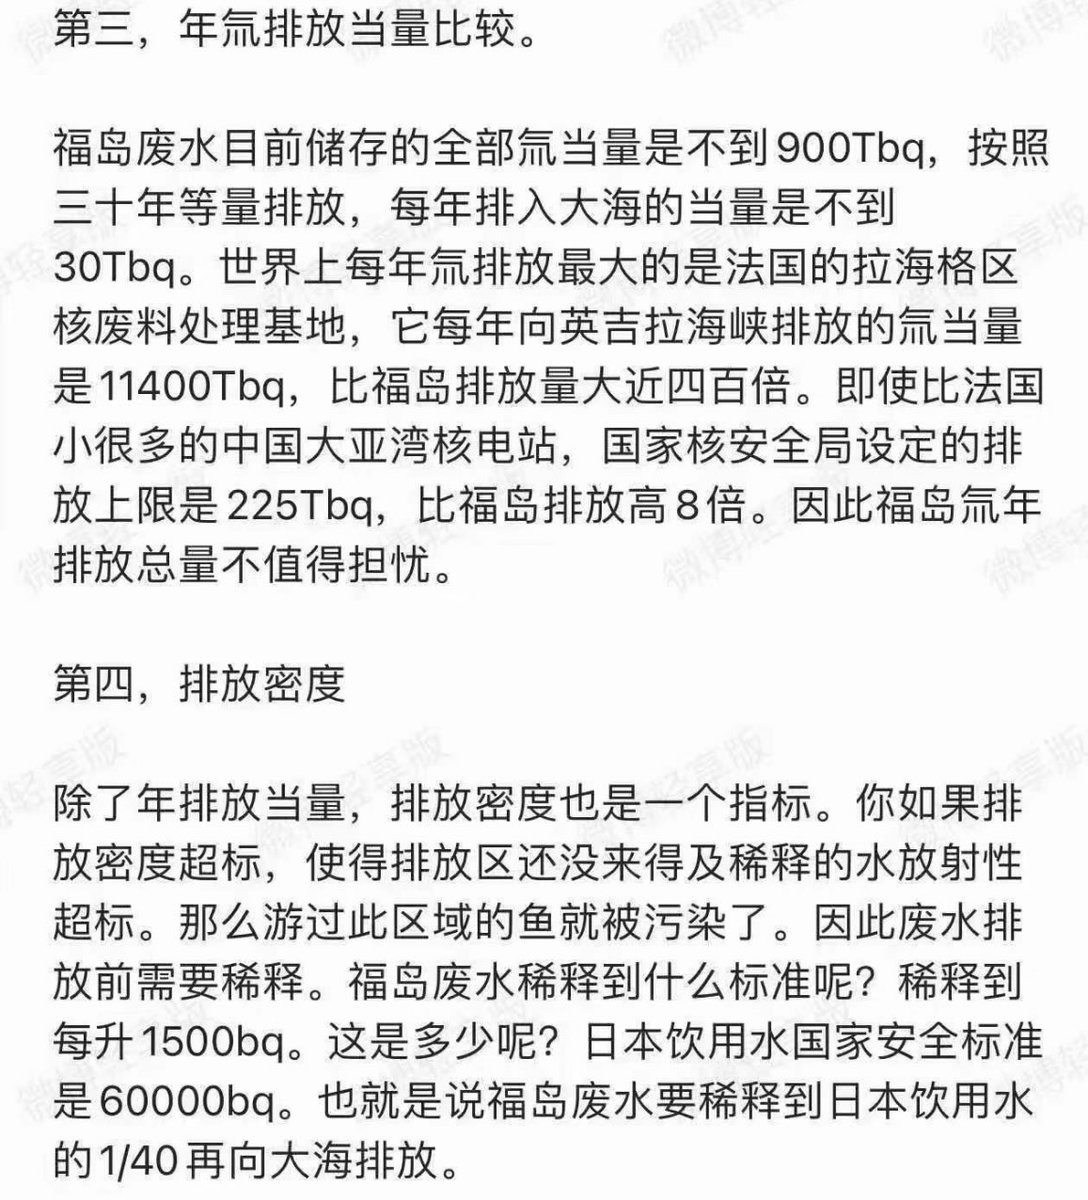 第三，年氚排放当量比较。
福岛废水目前储存的全部氚当量是不到900Tbq，按照
三十年等量排放，每年排入大海的当量是不到
30Tbq。世界上每年氚排放最大的是法国的拉海格区
核废料处理基地，它每年向英吉拉海峡排放的氚当量
是11400Tbq，比福岛排放量大近四百倍。即使比法国
小很多的中国大亚湾核电站，国家核安全局设定的排
放上限是225Tbq，比福岛排放高8倍。因此福岛氚年
排放总量不值得担忧。
第四，排放密度
除了年排放当量，排放密度也是一个指标。你如果排
放密度超标，使得排放区还没来得及稀释的水放射性
超标。那么游过此区域的鱼就被污染了。因此废水排
放前需要稀释。福岛废水稀释到什么标准呢？稀释到
每升1500bq。这是多少呢？日本饮用水国家安全标准
是60000bq。也就是说福岛废水要稀释到日本饮用水
的1/40再向大海排放。